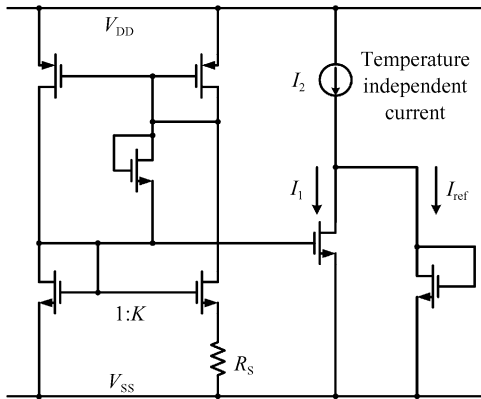 V_DD
I_2
Temperature
independent
current
I_1
I_ref
1:K
R_S
V_SS